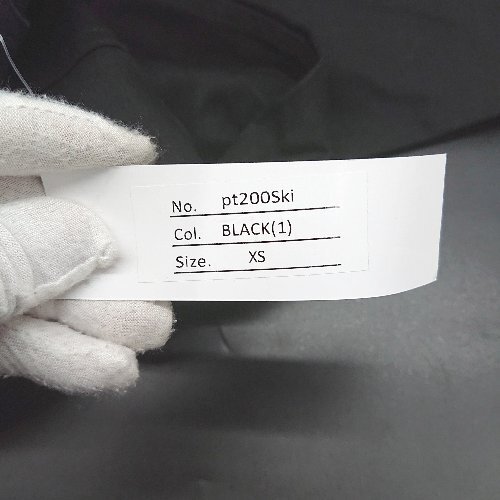 No. pt200Ski
Col. BLACK(1)
Size. XS